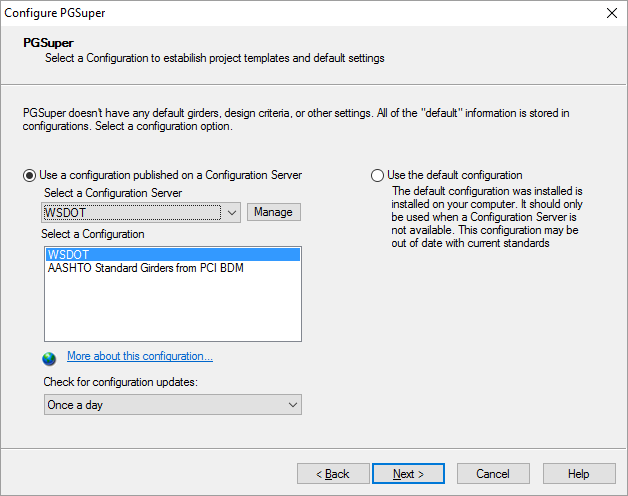 Configure PGSuper
PGSuper
Select a Configuration to estabilish project templates and default settings
PGSuper doesn't have any default girders, design criteria, or other settings. All of the "default" information is stored in
configurations. Select a configuration option.
Use a configuration published on a Configuration Server
Select a Configuration Server
WSDOT
Manage
Select a Configuration
WSDOT
AASHTO Standard Girders from PCI BDM
More about this configuration...
Check for configuration updates:
Once a day
Use the default configuration
The default configuration was installed is
installed on your computer. It should only
be used when a Configuration Server is
not available. This configuration may be
out of date with current standards
< Back
Next >
Cancel
Help